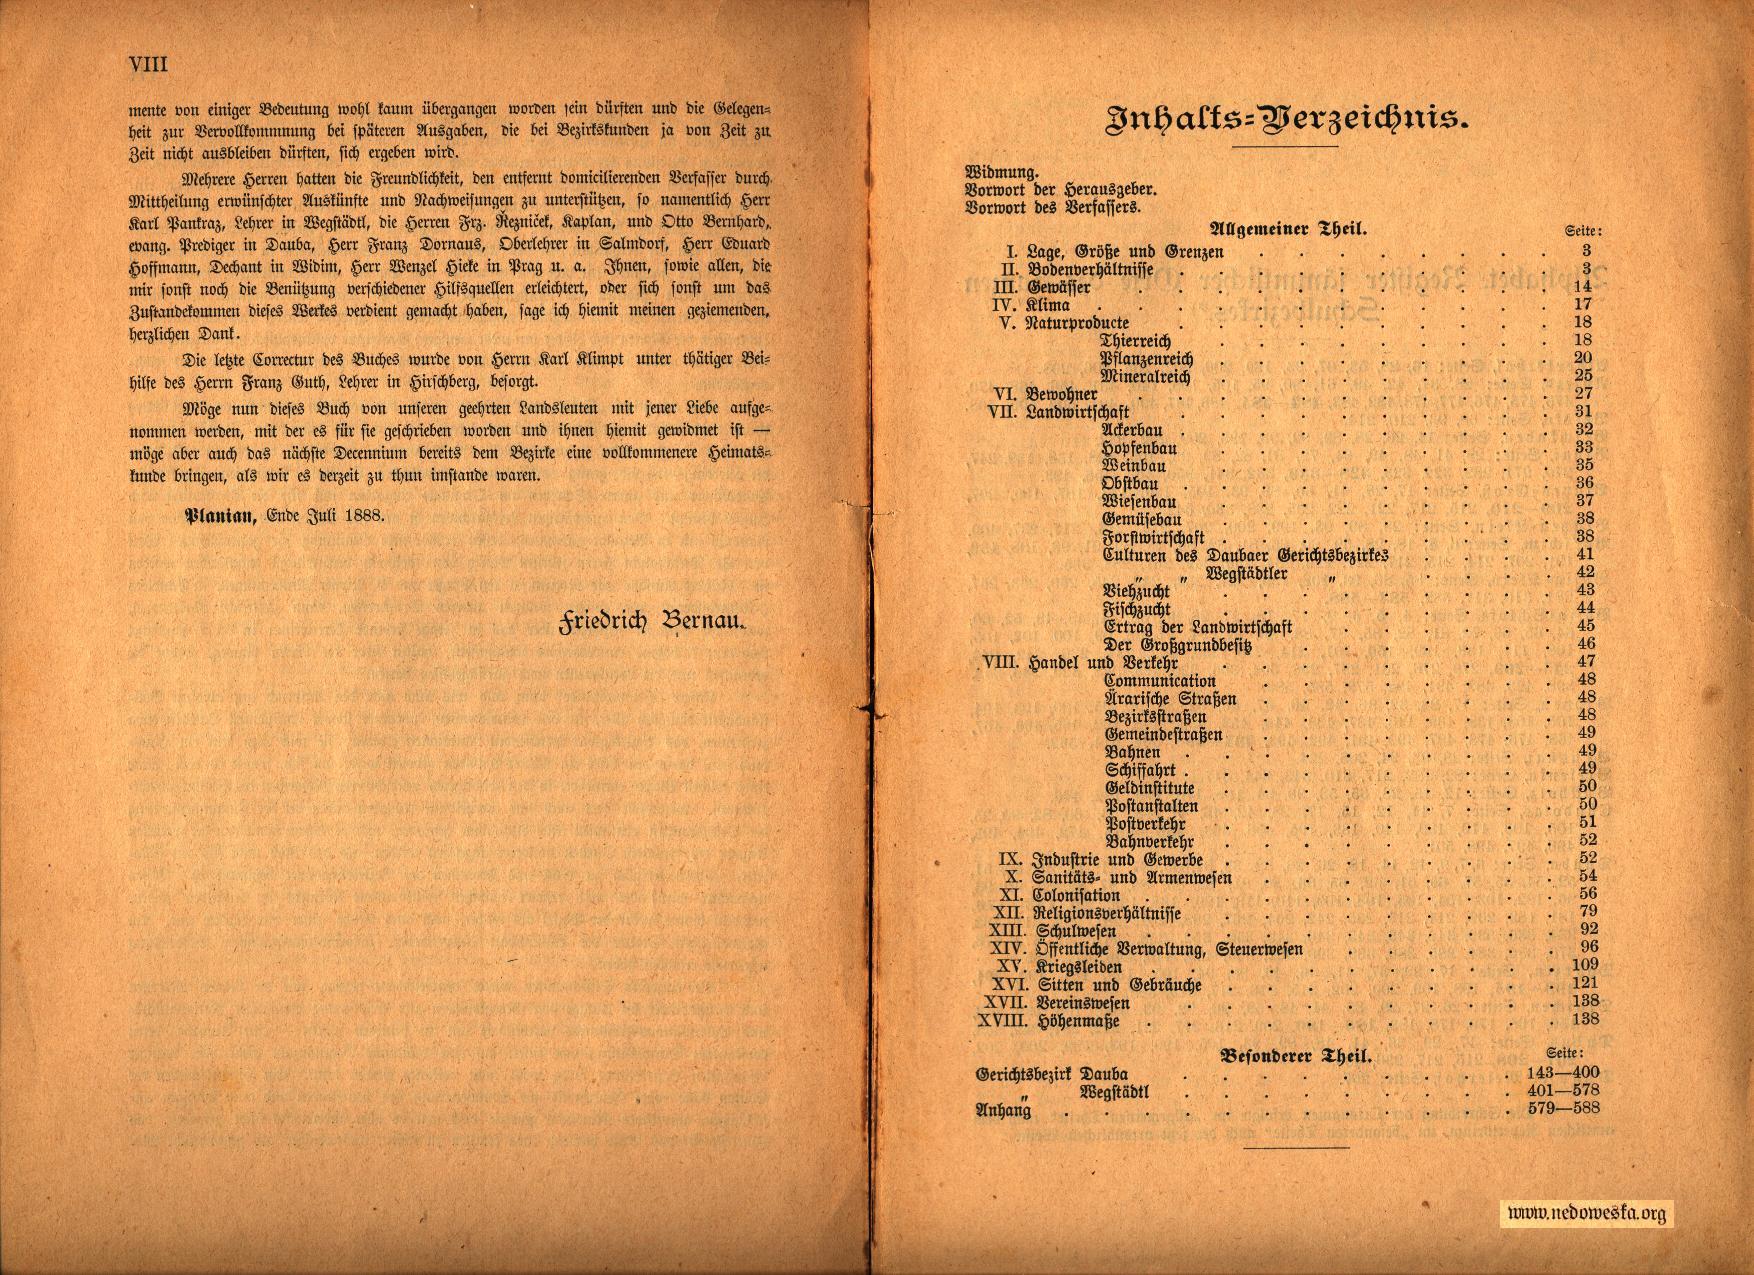 VIII
mente von einiger Bedeutung wohl kaum übergangen worden sein dürften und die Gelegen-
heit zur Vervollkommnung bei späteren Ausgaben, die bei Bezirkskunden ja von Zeit zu
Zeit nicht ausbleiben dürften, sich ergeben wird.
Mehrere Herren hatten die Freundlichkeit, den entfernt domicilierenden Verfasser durch
Mittheilung erwünschter Auskünfte und Nachweisungen zu unterstützen, so namentlich Herr
Karl Pankraz, Lehrer in Wegstädtl, die Herren Frz. Řezníček, Kaplan, und Otto Bernhard,
evang. Prediger in Dauba, Herr Franz Dornaus, Oberlehrer in Salmdorf, Herr Eduard
Hoffmann, Dechant in Widim, Herr Wenzel Hieke in Prag u. a. Ihnen, sowie allen, die
mir sonst noch die Benützung verschiedener Hilfsquellen erleichtert, oder sich sonst um das
Zustandekommen dieses Werkes verdient gemacht haben, sage ich hiemit meinen geziemenden,
herzlichen Dank.
Die letzte Correctur des Buches wurde von Herrn Karl Klimpt unter thätiger Bei-
hilfe des Herrn Franz Guth, Lehrer in Hirschberg, besorgt.
Möge nun dieses Buch von unseren geehrten Landsleuten mit jener Liebe aufge-
nommen werden, mit der es für sie geschrieben worden und ihnen hiemit gewidmet ist —
möge aber auch das nächste Decennium bereits dem Bezirke eine vollkommenere Heimats-
kunde bringen, als wir es derzeit zu thun imstande waren.
Planian, Ende Juli 1888.
Friedrich Bernau.
Inhalts-Verzeichnis.
Widmung.
Vorwort der Herausgeber.
Vorwort des Verfassers.
Allgemeiner Theil. Seite:
I. Lage, Größe und Grenzen . . . . . . . . 3
II. Bodenverhältnisse . . . . . . . . . . 3
III. Gewässer . . . . . . . . . . . 14
IV. Klima . . . . . . . . . . . . 17
V. Naturproducte . . . . . . . . . . 18
Thierreich . . . . . . . . . 18
Pflanzenreich . . . . . . . . . 20
Mineralreich . . . . . . . . . 25
VI. Bewohner . . . . . . . . . . . 27
VII. Landwirtschaft . . . . . . . . . . 31
Ackerbau . . . . . . . . . . 32
Hopfenbau . . . . . . . . . 33
Weinbau . . . . . . . . . 35
Obstbau . . . . . . . . . . 36
Wiesenbau . . . . . . . . . 37
Gemüsebau . . . . . . . . . 38
Forstwirtschaft . . . . . . . . . 38
Culturen des Daubaer Gerichtsbezirkes . . . . 41
„ „ Wegstädtler „ . . . . 42
Viehzucht . . . . . . . . . 43
Fischzucht . . . . . . . . . 44
Ertrag der Landwirtschaft . . . . . . 45
Der Großgrundbesitz . . . . . . . . 46
VIII. Handel und Verkehr . . . . . . . . . 47
Communication . . . . . . . . 48
Ärarische Straßen . . . . . . . . 48
Bezirksstraßen . . . . . . . . . 48
Gemeindestraßen . . . . . . . . 49
Bahnen . . . . . . . . . . 49
Schiffahrt . . . . . . . . . . 49
Geldinstitute . . . . . . . . . 50
Postanstalten . . . . . . . . . 50
Postverkehr . . . . . . . . . 51
Bahnverkehr . . . . . . . . . 52
IX. Industrie und Gewerbe . . . . . . . . . 52
X. Sanitäts- und Armenwesen . . . . . . . . 54
XI. Colonisation . . . . . . . . . . . 56
XII. Religionsverhältnisse . . . . . . . . . 79
XIII. Schulwesen . . . . . . . . . . . 92
XIV. Öffentliche Verwaltung, Steuerwesen . . . . . . 96
XV. Kriegsleiden . . . . . . . . . . . 109
XVI. Sitten und Gebräuche . . . . . . . . . 121
XVII. Vereinswesen . . . . . . . . . . 138
XVIII. Höhenmaße . . . . . . . . . . . 138
Besonderer Theil. Seite:
Gerichtsbezirk Dauba . . . . . . . . . 143—400
„ Wegstädtl . . . . . . . . . 401—578
Anhang . . . . . . . . . . . . 579—588
www.nedoweska.org